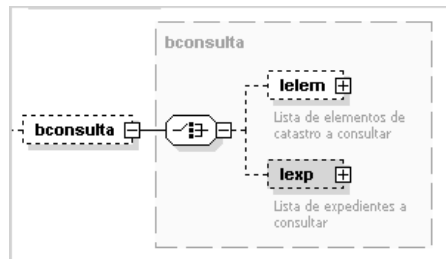 bconsulta
bconsulta
lelem
Lista de elementos de
catastro a consultar
lexp
Lista de expedientes a
consultar